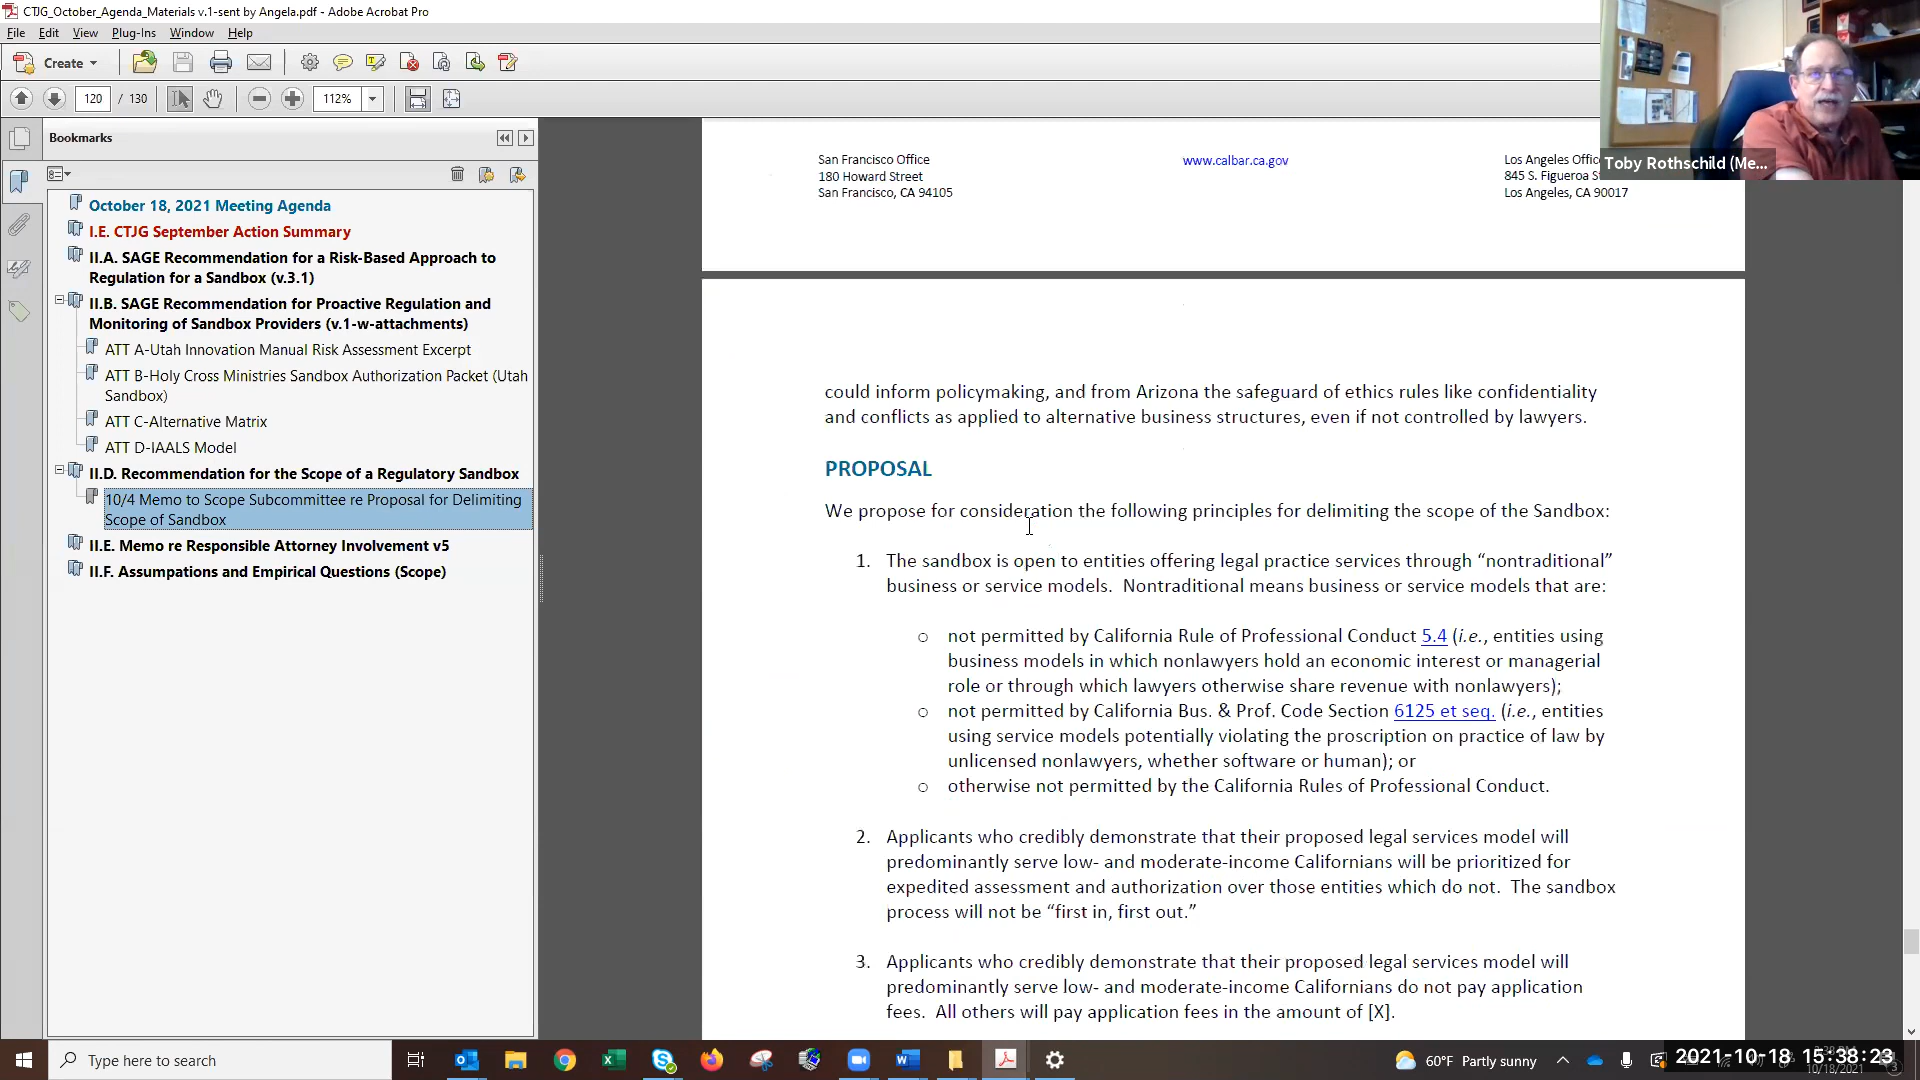 CTJG_October_Agenda_Materials v.1-sent by Angela.pdf - Adobe Acrobat Pro
File Edit View Plug-Ins Window Help
Create
120 / 130 112%
Bookmarks
October 18, 2021 Meeting Agenda
I.E. CTJG September Action Summary
II.A. SAGE Recommendation for a Risk-Based Approach to
Regulation for a Sandbox (v.3.1)
II.B. SAGE Recommendation for Proactive Regulation and
Monitoring of Sandbox Providers (v.1-w-attachments)
ATT A-Utah Innovation Manual Risk Assessment Excerpt
ATT B-Holy Cross Ministries Sandbox Authorization Packet (Utah
Sandbox)
ATT C-Alternative Matrix
ATT D-IAALS Model
II.D. Recommendation for the Scope of a Regulatory Sandbox
10/4 Memo to Scope Subcommittee re Proposal for Delimiting
Scope of Sandbox
II.E. Memo re Responsible Attorney Involvement v5
II.F. Assumpations and Empirical Questions (Scope)
San Francisco Office
180 Howard Street
San Francisco, CA 94105
www.calbar.ca.gov
Los Angeles Offic
845 S. Figueroa S
Los Angeles, CA 90017
Toby Rothschild (Me...
could inform policymaking, and from Arizona the safeguard of ethics rules like confidentiality
and conflicts as applied to alternative business structures, even if not controlled by lawyers.
PROPOSAL
We propose for consideration the following principles for delimiting the scope of the Sandbox:
1. The sandbox is open to entities offering legal practice services through “nontraditional”
business or service models. Nontraditional means business or service models that are:
o not permitted by California Rule of Professional Conduct 5.4 (i.e., entities using
business models in which nonlawyers hold an economic interest or managerial
role or through which lawyers otherwise share revenue with nonlawyers);
o not permitted by California Bus. & Prof. Code Section 6125 et seq. (i.e., entities
using service models potentially violating the proscription on practice of law by
unlicensed nonlawyers, whether software or human); or
o otherwise not permitted by the California Rules of Professional Conduct.
2. Applicants who credibly demonstrate that their proposed legal services model will
predominantly serve low- and moderate-income Californians will be prioritized for
expedited assessment and authorization over those entities which do not. The sandbox
process will not be “first in, first out.”
3. Applicants who credibly demonstrate that their proposed legal services model will
predominantly serve low- and moderate-income Californians do not pay application
fees. All others will pay application fees in the amount of [X].
Type here to search
60°F Partly sunny
2021-10-18 15:38:23
10/18/2021